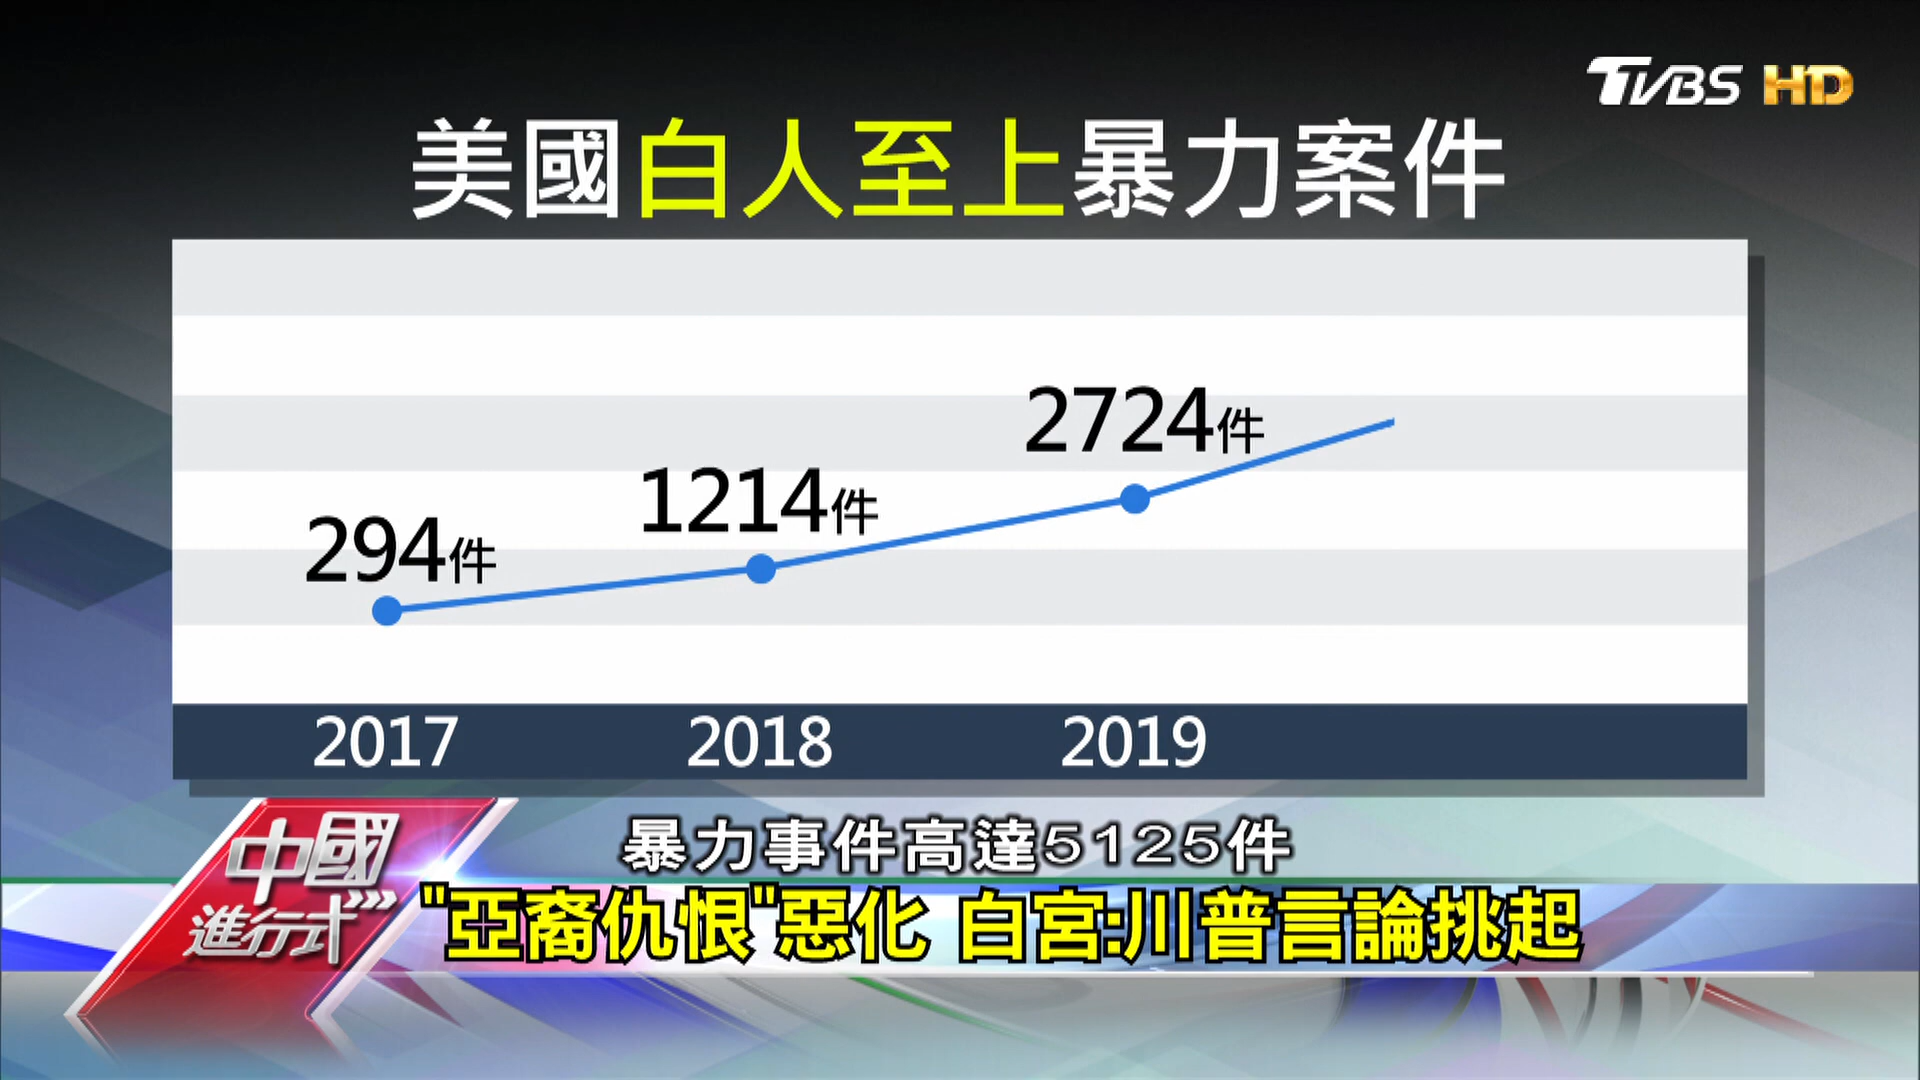 TVBS HD
美國白人至上暴力案件
2724件
1214件
294件
2017 2018 2019
暴力事件高達5125件
中國進行式
"亞裔仇恨"惡化 白宮:川普言論挑起